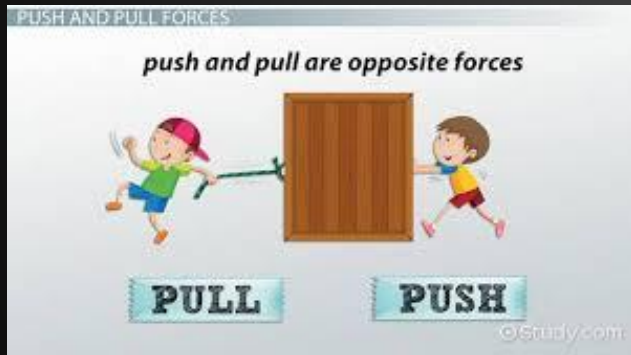 PUSH AND PULL FORCES
push and pull are opposite forces
PULL
PUSH
Study.com